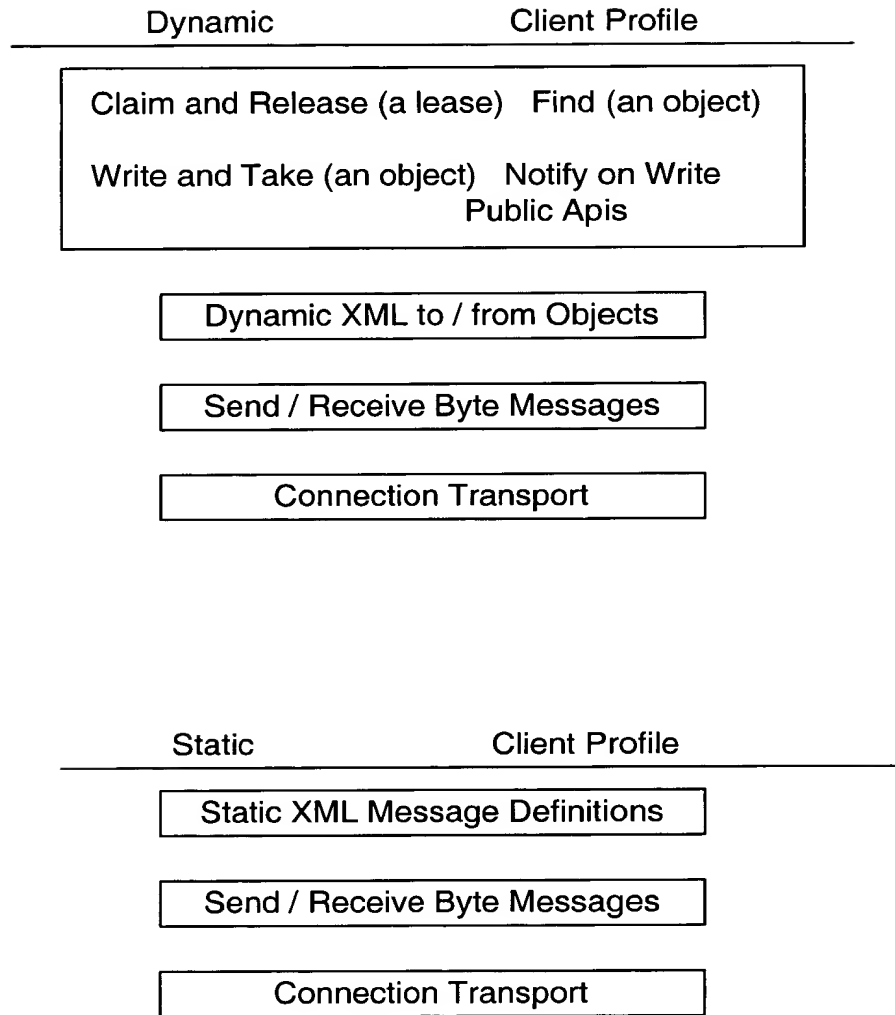 Dynamic Client Profile
Claim and Release (a lease) Find (an object)
Write and Take (an object) Notify on Write
Public Apis
Dynamic XML to / from Objects
Send / Receive Byte Messages
Connection Transport
Static Client Profile
Static XML Message Definitions
Send / Receive Byte Messages
Connection Transport